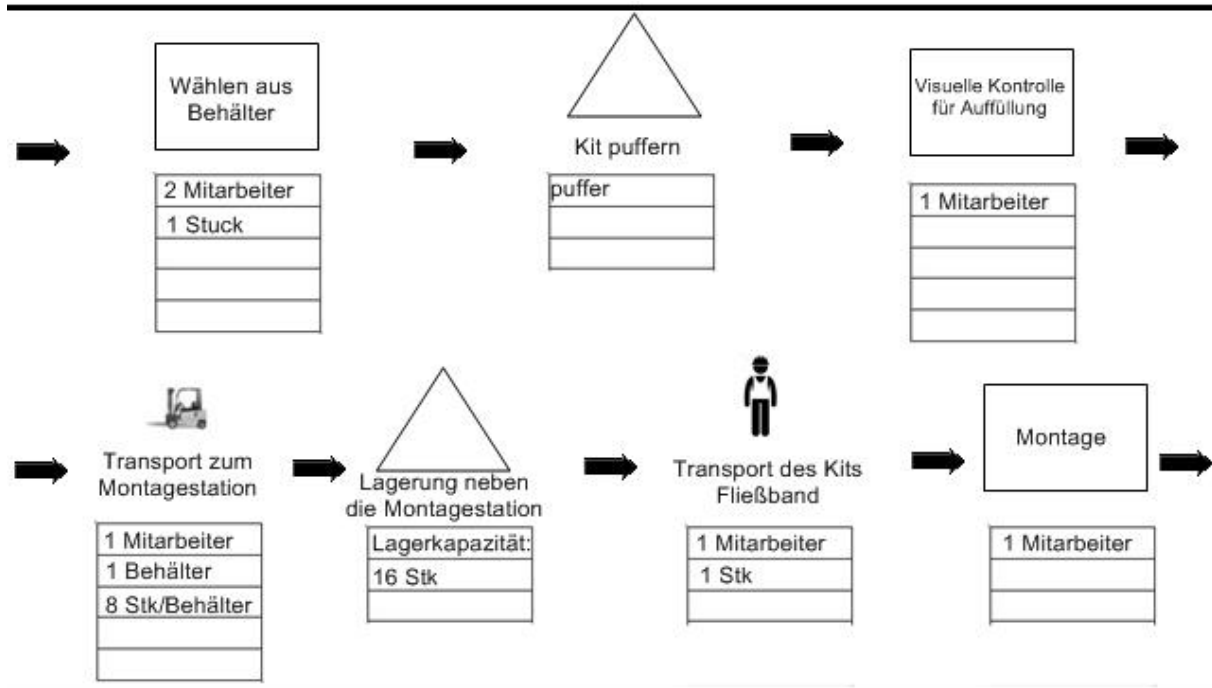 Wählen aus
Behälter
2 Mitarbeiter
1 Stuck
Kit puffern
puffer
Visuelle Kontrolle
für Auffüllung
1 Mitarbeiter
Transport zum
Montagestation
1 Mitarbeiter
1 Behälter
8 Stk/Behälter
Lagerung neben
die Montagestation
Lagerkapazität:
16 Stk
Transport des Kits
Fließband
1 Mitarbeiter
1 Stk
Montage
1 Mitarbeiter